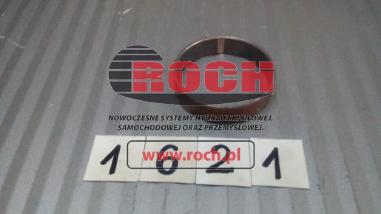 ROCH
NOWOCZESNE SYSTEMY HYDRAULIKI SIŁOWEJ,
SAMOCHODOWEJ ORAZ PRZEMYSŁOWEJ.
www.roch.pl
1621